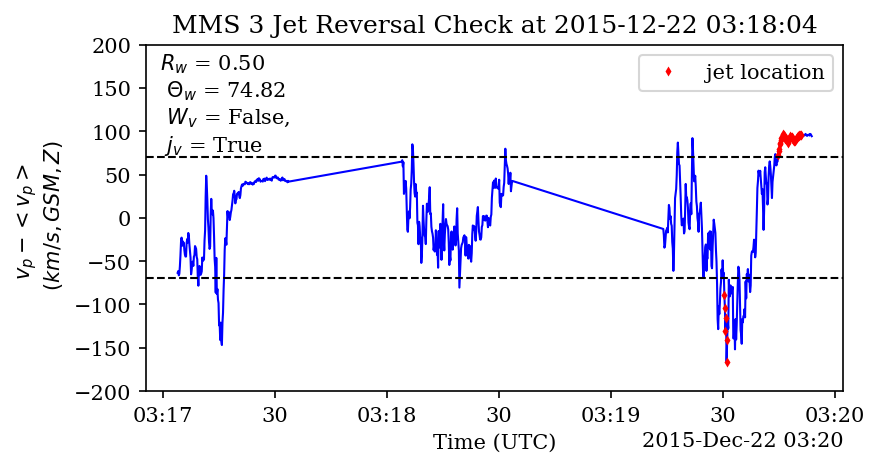 MMS 3 Jet Reversal Check at 2015-12-22 03:18:04
R_w = 0.50
Θ_w = 74.82
W_v = False,
j_v = True
jet location
v_p − < v_p >
(km/s, GSM, Z)
200
150
100
50
0
−50
−100
−150
−200
03:17 30 03:18 30 03:19 30 03:20
Time (UTC)
2015-Dec-22 03:20